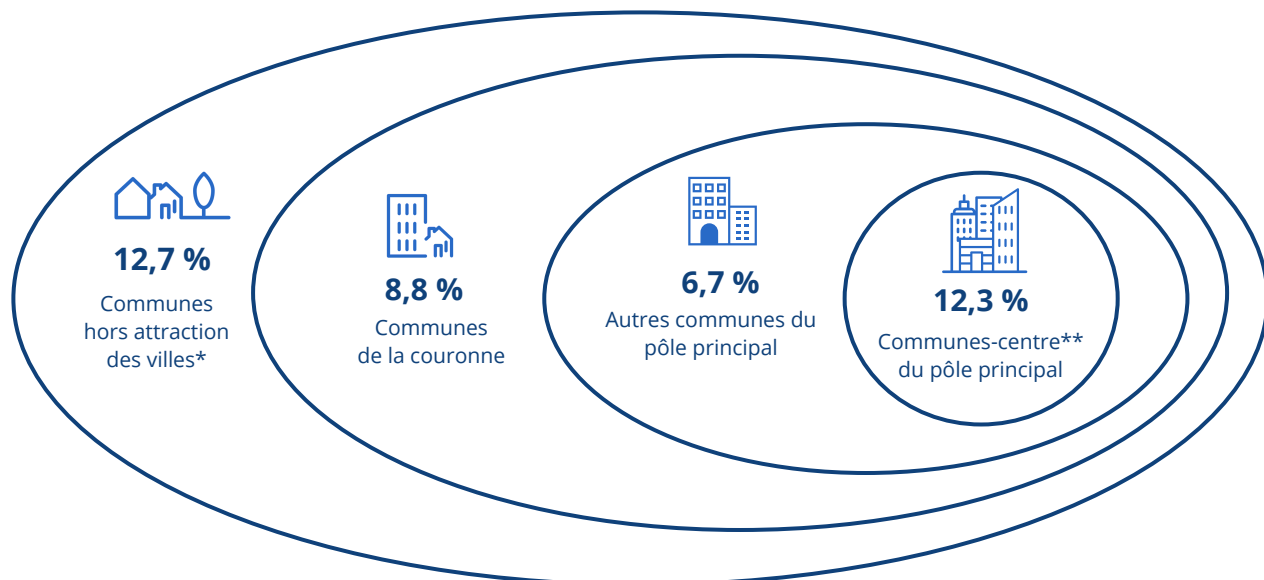 12,7 %
Communes
hors attraction
des villes*
8,8 %
Communes
de la couronne
6,7 %
Autres communes du
pôle principal
12,3 %
Communes-centre**
du pôle principal